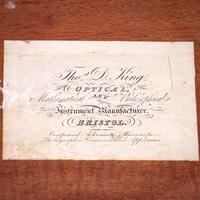 Thos. D. King,
OPTICAL,
Mathematical AND Philosophical
Instrument Manufacturer,
BRISTOL.
Compound Achromatic Microscopes,
Photographic Cameras and Apparatus